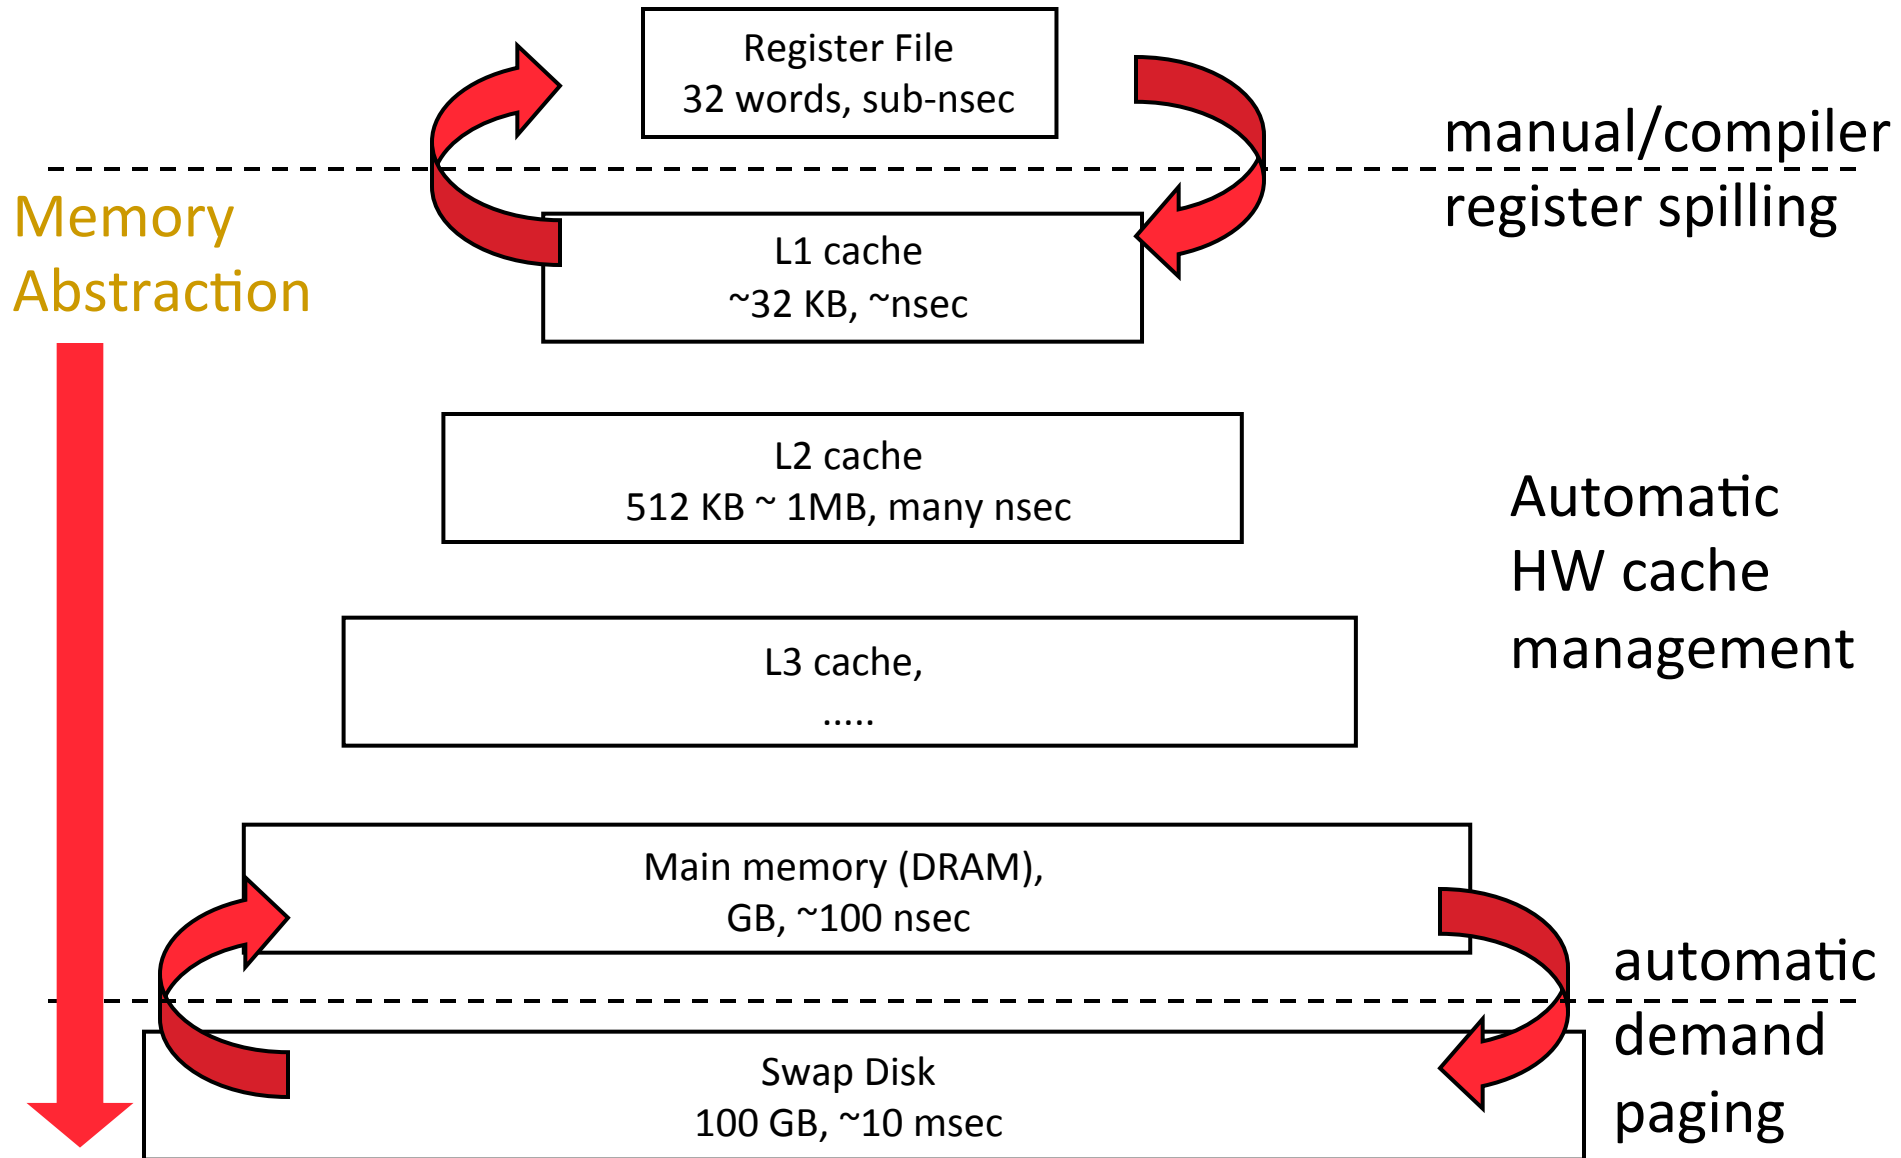 Register File
32 words, sub-nsec
manual/compiler
register spilling
Memory
Abstraction
L1 cache
~32 KB, ~nsec
L2 cache
512 KB ~ 1MB, many nsec
Automatic
HW cache
management
L3 cache,
.....
Main memory (DRAM),
GB, ~100 nsec
automatic
demand
paging
Swap Disk
100 GB, ~10 msec